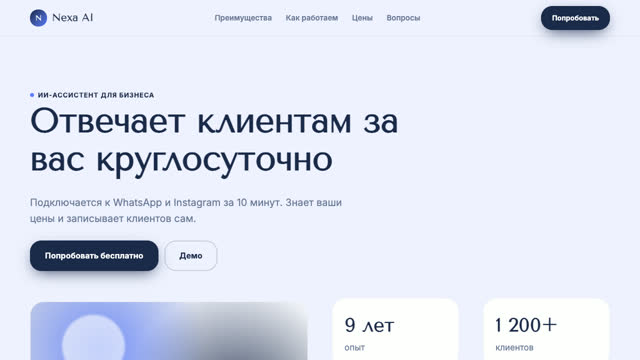 N Nexa AI
Преимущества Как работаем Цены Вопросы
Попробовать
ИИ-АССИСТЕНТ ДЛЯ БИЗНЕСА
Отвечает клиентам за
вас круглосуточно
Подключается к WhatsApp и Instagram за 10 минут. Знает ваши
цены и записывает клиентов сам.
Попробовать бесплатно
Демо
9 лет
опыт
1 200+
клиентов